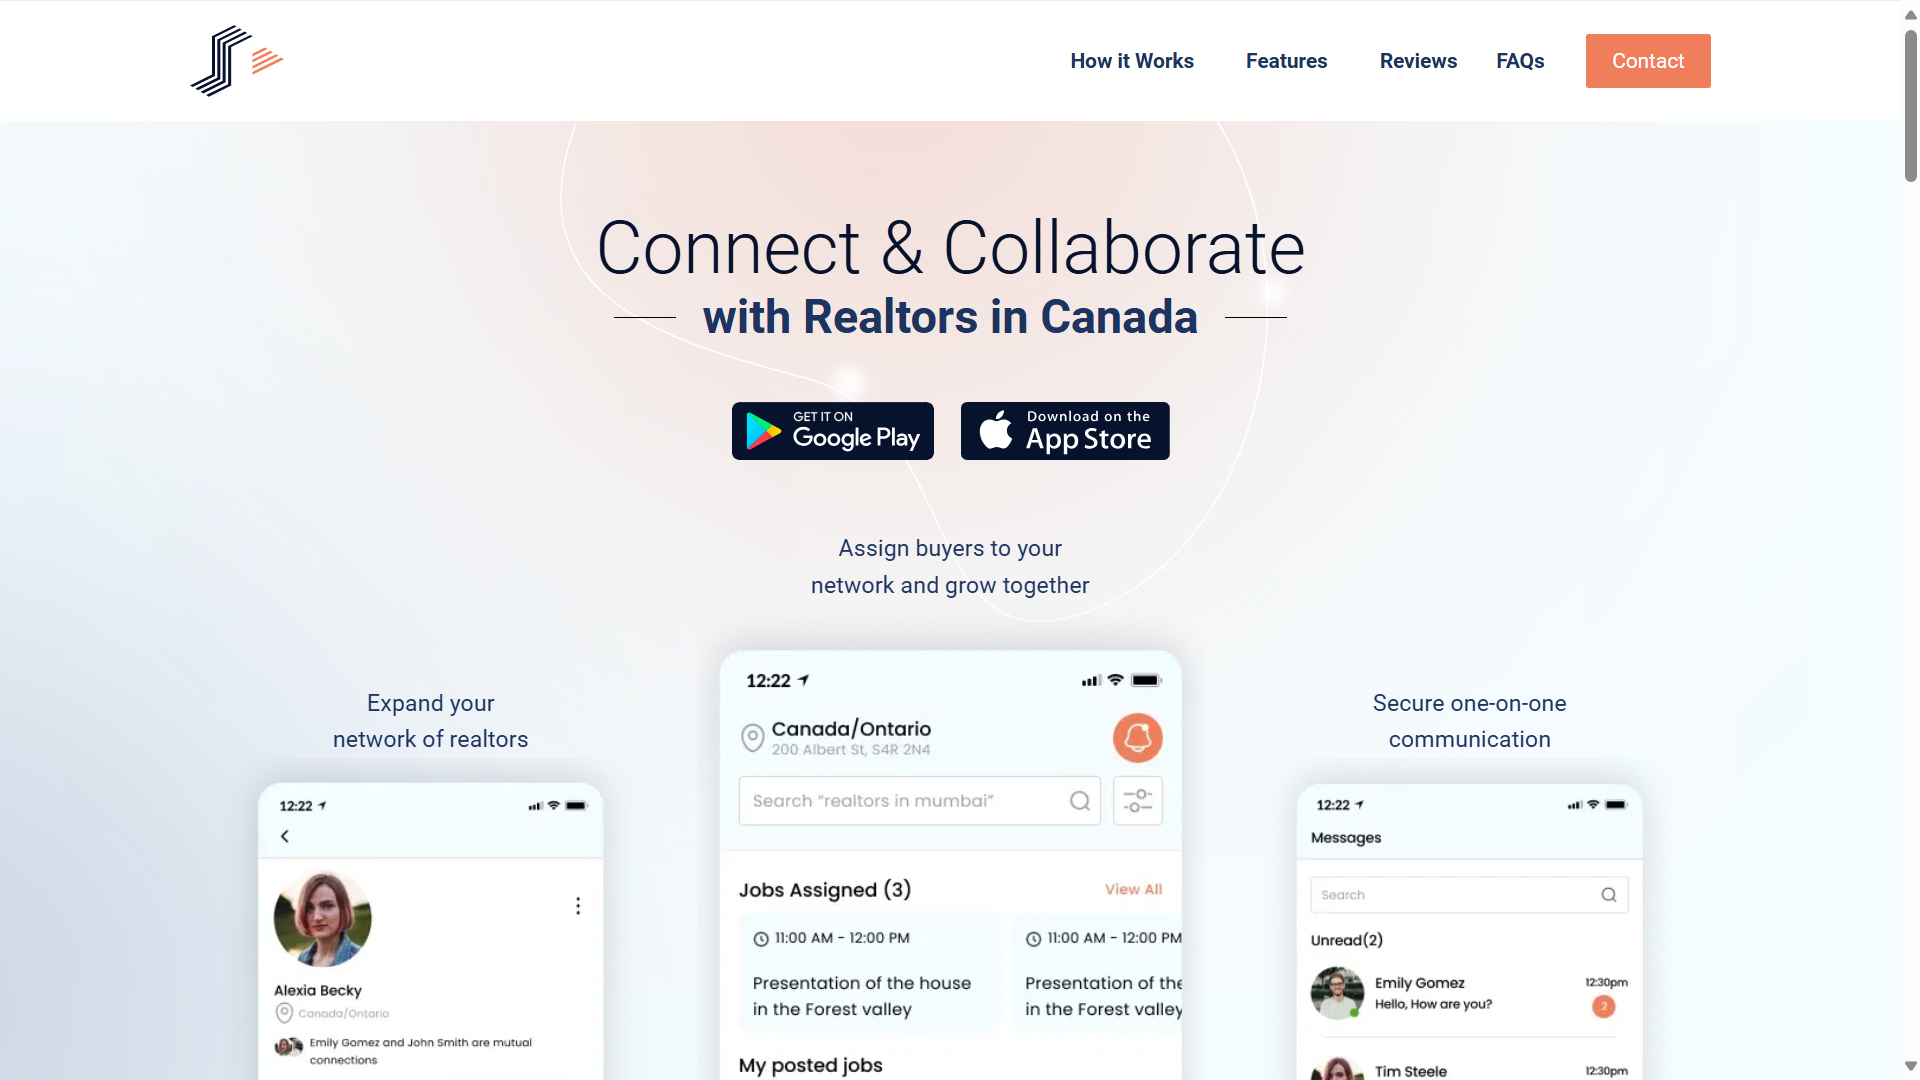 How it Works
Features
Reviews
FAQs
Contact
Connect & Collaborate
with Realtors in Canada
GET IT ON
Google Play
Download on the
App Store
Assign buyers to your
network and grow together
Expand your
network of realtors
12:22
Alexia Becky
Canada/Ontario
Emily Gomez and John Smith are mutual
connections
12:22
Canada/Ontario
200 Albert St, S4R 2N4
Search “realtors in mumbai”
Jobs Assigned (3)
View All
11:00 AM - 12:00 PM
Presentation of the house
in the Forest valley
11:00 AM - 12:00 PM
Presentation of the
in the Forest valley
My posted jobs
Secure one-on-one
communication
12:22
Messages
Search
Unread(2)
Emily Gomez
12:30pm
Hello, How are you?
2
Tim Steele
12:30pm